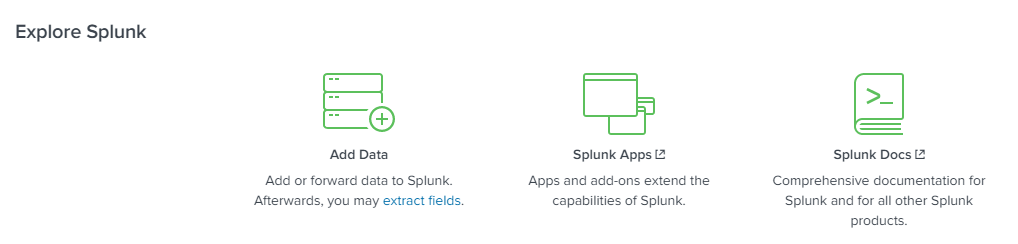 Explore Splunk
Add Data
Add or forward data to Splunk.
Afterwards, you may extract fields.
Splunk Apps
Apps and add-ons extend the
capabilities of Splunk.
>_
Splunk Docs
Comprehensive documentation for
Splunk and for all other Splunk
products.